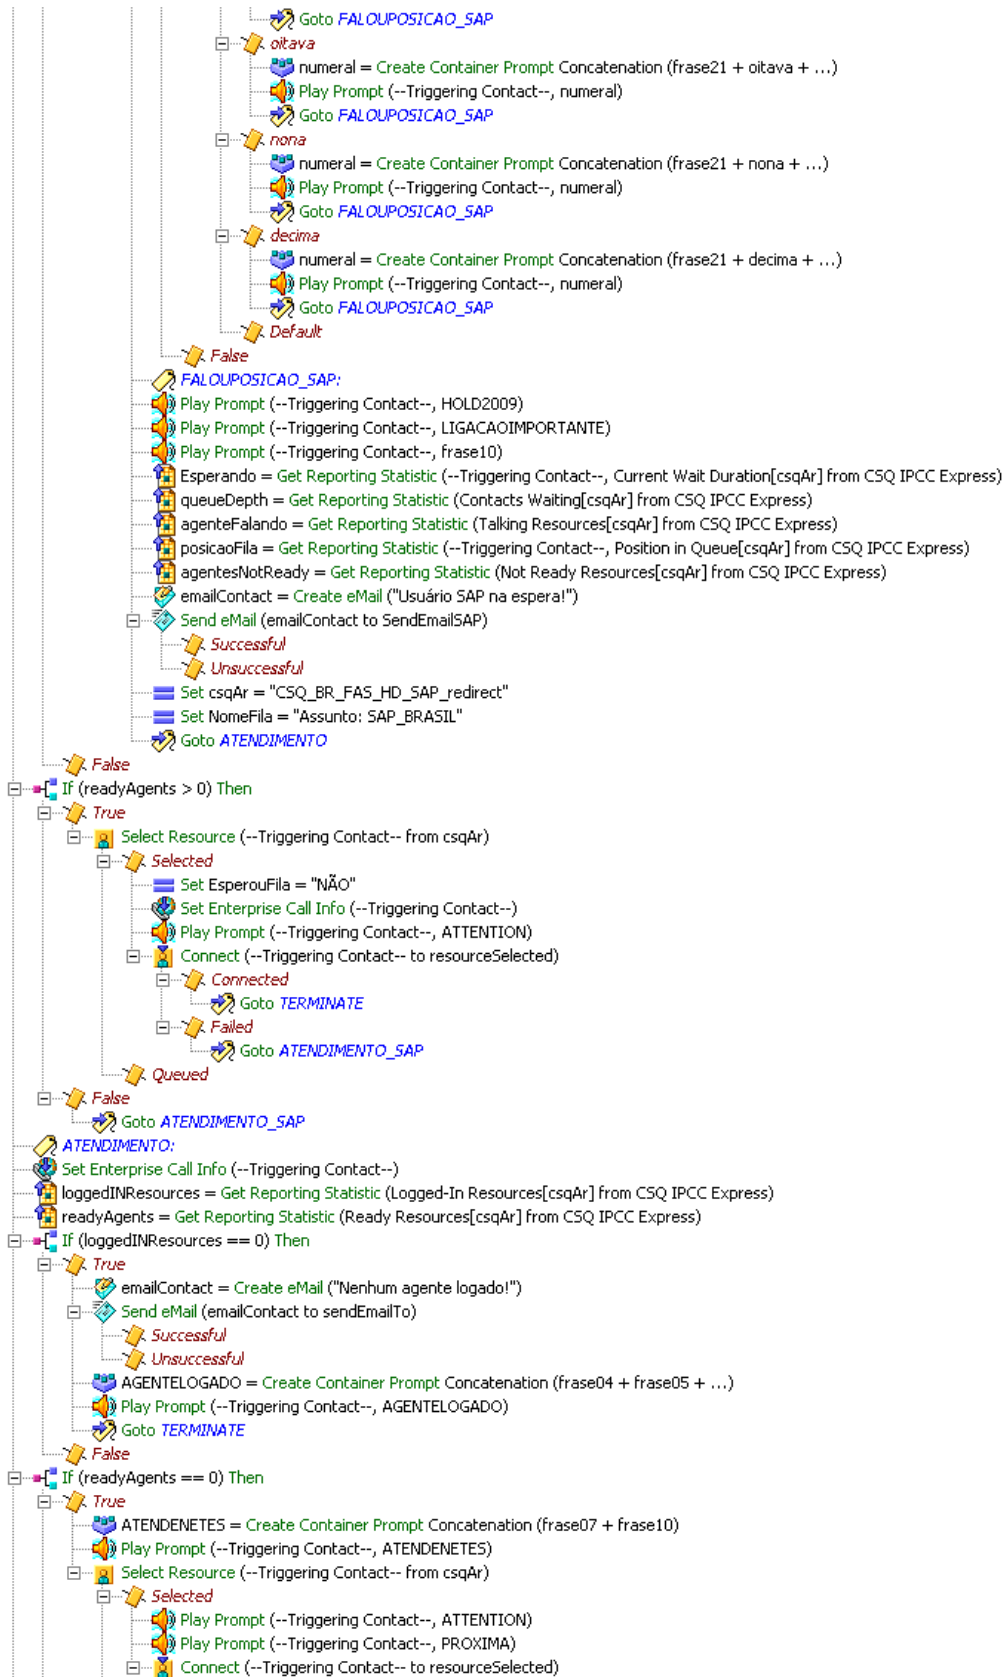 Goto FALOUPOSICAO_SAP
oitava
numeral = Create Container Prompt Concatenation (frase21 + oitava + ...)
Play Prompt (--Triggering Contact--, numeral)
Goto FALOUPOSICAO_SAP
nona
numeral = Create Container Prompt Concatenation (frase21 + nona + ...)
Play Prompt (--Triggering Contact--, numeral)
Goto FALOUPOSICAO_SAP
decima
numeral = Create Container Prompt Concatenation (frase21 + decima + ...)
Play Prompt (--Triggering Contact--, numeral)
Goto FALOUPOSICAO_SAP
Default
False
FALOUPOSICAO_SAP:
Play Prompt (--Triggering Contact--, HOLD2009)
Play Prompt (--Triggering Contact--, LIGACAOIMPORTANTE)
Play Prompt (--Triggering Contact--, frase10)
Esperando = Get Reporting Statistic (--Triggering Contact--, Current Wait Duration[csqAr] from CSQ IPCC Express)
queueDepth = Get Reporting Statistic (Contacts Waiting[csqAr] from CSQ IPCC Express)
agenteFalando = Get Reporting Statistic (Talking Resources[csqAr] from CSQ IPCC Express)
posicaoFila = Get Reporting Statistic (--Triggering Contact--, Position in Queue[csqAr] from CSQ IPCC Express)
agentesNotReady = Get Reporting Statistic (Not Ready Resources[csqAr] from CSQ IPCC Express)
emailContact = Create eMail ("Usuário SAP na espera!")
Send eMail (emailContact to SendEmailSAP)
Successful
Unsuccessful
Set csqAr = "CSQ_BR_FAS_HD_SAP_redirect"
Set NomeFila = "Assunto: SAP_BRASIL"
Goto ATENDIMENTO
False
If (readyAgents > 0) Then
True
Select Resource (--Triggering Contact-- from csqAr)
Selected
Set EsperouFila = "NÃO"
Set Enterprise Call Info (--Triggering Contact--)
Play Prompt (--Triggering Contact--, ATTENTION)
Connect (--Triggering Contact-- to resourceSelected)
Connected
Goto TERMINATE
Failed
Goto ATENDIMENTO_SAP
Queued
False
Goto ATENDIMENTO_SAP
ATENDIMENTO:
Set Enterprise Call Info (--Triggering Contact--)
loggedINResources = Get Reporting Statistic (Logged-In Resources[csqAr] from CSQ IPCC Express)
readyAgents = Get Reporting Statistic (Ready Resources[csqAr] from CSQ IPCC Express)
If (loggedINResources == 0) Then
True
emailContact = Create eMail ("Nenhum agente logado!")
Send eMail (emailContact to sendEmailTo)
Successful
Unsuccessful
AGENTELOGADO = Create Container Prompt Concatenation (frase04 + frase05 + ...)
Play Prompt (--Triggering Contact--, AGENTELOGADO)
Goto TERMINATE
False
If (readyAgents == 0) Then
True
ATENDENETES = Create Container Prompt Concatenation (frase07 + frase10)
Play Prompt (--Triggering Contact--, ATENDENETES)
Select Resource (--Triggering Contact-- from csqAr)
Selected
Play Prompt (--Triggering Contact--, ATTENTION)
Play Prompt (--Triggering Contact--, PROXIMA)
Connect (--Triggering Contact-- to resourceSelected)